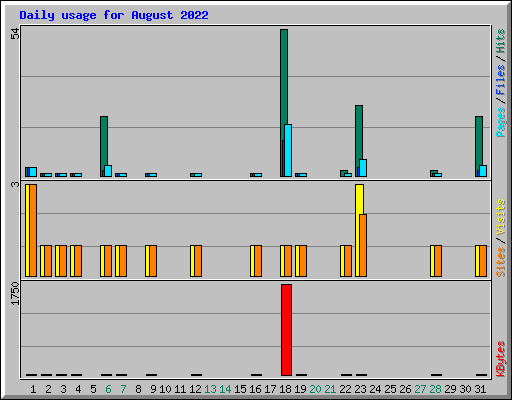 Daily usage for August 2022
54
3
1750
Pages/Files/Hits
Sites/Visits
KBytes
1 2 3 4 5 6 7 8 9 10 11 12 13 14 15 16 17 18 19 20 21 22 23 24 25 26 27 28 29 30 31